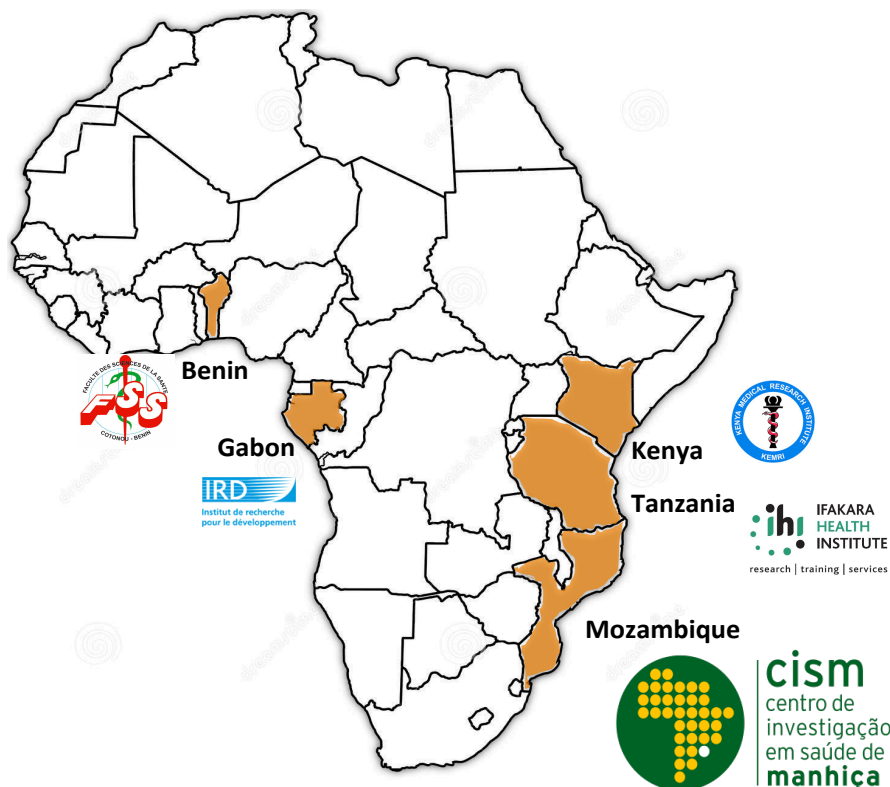 Benin
FACULTE DES SCIENCES DE LA SANTE
FSS
COTONOU - BENIN
Gabon
IRD
Institut de recherche
pour le développement
Kenya
KENYA MEDICAL RESEARCH INSTITUTE
KEMRI
Tanzania
ihi
IFAKARA
HEALTH
INSTITUTE
research | training | services
Mozambique
cism
centro de
investigação
em saúde de
manhiça